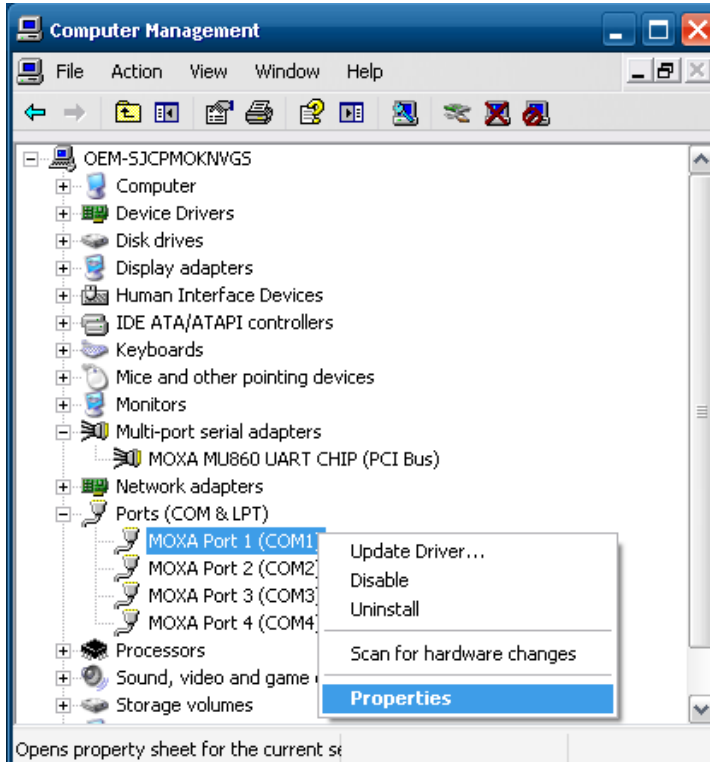 Computer Management
File Action View Window Help
OEM-SJCPMOKNVGS
Computer
Device Drivers
Disk drives
Display adapters
Human Interface Devices
IDE ATA/ATAPI controllers
Keyboards
Mice and other pointing devices
Monitors
Multi-port serial adapters
MOXA MU860 UART CHIP (PCI Bus)
Network adapters
Ports (COM & LPT)
MOXA Port 1 (COM1)
MOXA Port 2 (COM2)
MOXA Port 3 (COM3)
MOXA Port 4 (COM4)
Update Driver...
Disable
Uninstall
Scan for hardware changes
Properties
Processors
Sound, video and game
Storage volumes
Opens property sheet for the current se